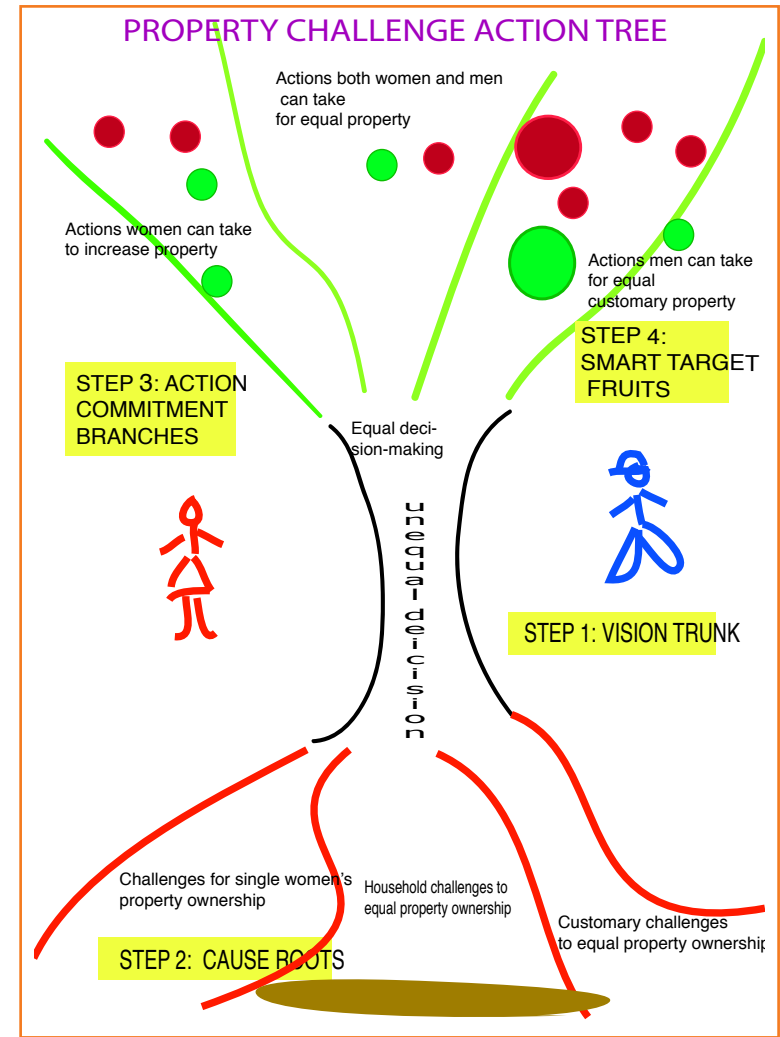 PROPERTY CHALLENGE ACTION TREE
Actions both women and men
can take
for equal property
Actions women can take
to increase property
Actions men can take
for equal
customary property
STEP 4:
SMART TARGET
FRUITS
STEP 3: ACTION
COMMITMENT
BRANCHES
Equal deci-
sion-making
unequal deicision
STEP 1: VISION TRUNK
Challenges for single women's
property ownership
Household challenges to
equal property ownership
Customary challenges
to equal property ownership
STEP 2: CAUSE ROOTS